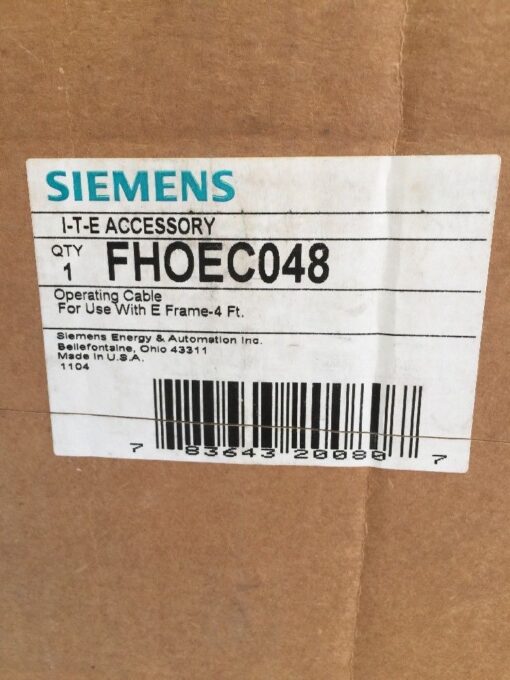 SIEMENS
I-T-E ACCESSORY
QTY
1 FHOEC048
Operating Cable
For Use With E Frame-4 Ft.
Siemens Energy & Automation Inc.
Bellefontaine, Ohio 43311
Made In U.S.A.
1104
7 83643 20080 7